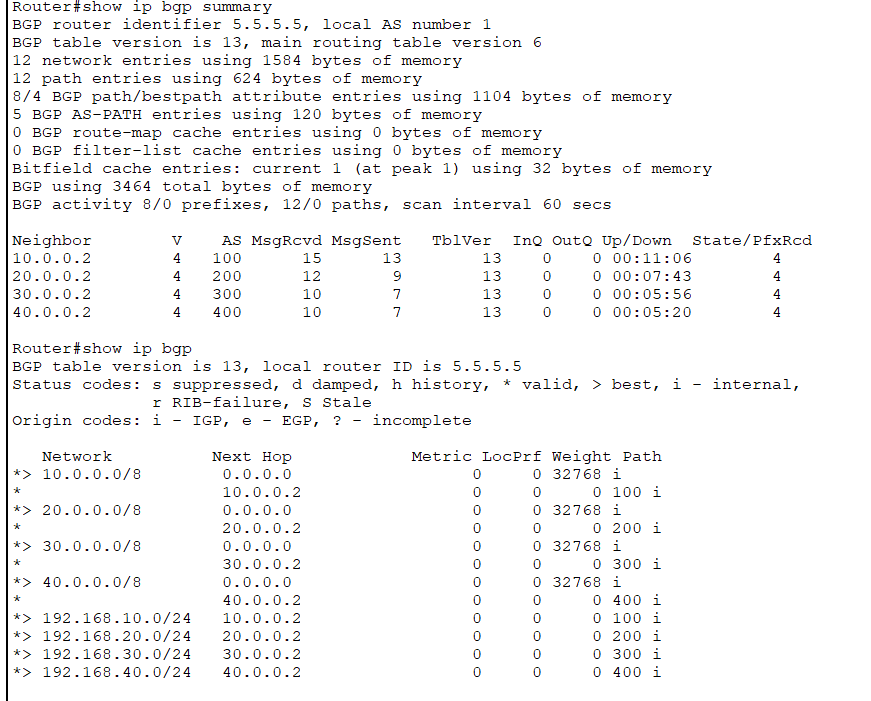 Router#show ip bgp summary
BGP router identifier 5.5.5.5, local AS number 1
BGP table version is 13, main routing table version 6
12 network entries using 1584 bytes of memory
12 path entries using 624 bytes of memory
8/4 BGP path/bestpath attribute entries using 1104 bytes of memory
5 BGP AS-PATH entries using 120 bytes of memory
0 BGP route-map cache entries using 0 bytes of memory
0 BGP filter-list cache entries using 0 bytes of memory
Bitfield cache entries: current 1 (at peak 1) using 32 bytes of memory
BGP using 3464 total bytes of memory
BGP activity 8/0 prefixes, 12/0 paths, scan interval 60 secs

Neighbor        V    AS MsgRcvd MsgSent   TblVer  InQ OutQ Up/Down  State/PfxRcd
10.0.0.2        4   100      15      13       13    0    0 00:11:06        4
20.0.0.2        4   200      12       9       13    0    0 00:07:43        4
30.0.0.2        4   300      10       7       13    0    0 00:05:56        4
40.0.0.2        4   400      10       7       13    0    0 00:05:20        4

Router#show ip bgp
BGP table version is 13, local router ID is 5.5.5.5
Status codes: s suppressed, d damped, h history, * valid, > best, i - internal,
              r RIB-failure, S Stale
Origin codes: i - IGP, e - EGP, ? - incomplete

   Network          Next Hop            Metric LocPrf Weight Path
*> 10.0.0.0/8        0.0.0.0                  0     0 32768 i
*                    10.0.0.2                 0     0     0 100 i
*> 20.0.0.0/8        0.0.0.0                  0     0 32768 i
*                    20.0.0.2                 0     0     0 200 i
*> 30.0.0.0/8        0.0.0.0                  0     0 32768 i
*                    30.0.0.2                 0     0     0 300 i
*> 40.0.0.0/8        0.0.0.0                  0     0 32768 i
*                    40.0.0.2                 0     0     0 400 i
*> 192.168.10.0/24   10.0.0.2                 0     0     0 100 i
*> 192.168.20.0/24   20.0.0.2                 0     0     0 200 i
*> 192.168.30.0/24   30.0.0.2                 0     0     0 300 i
*> 192.168.40.0/24   40.0.0.2                 0     0     0 400 i